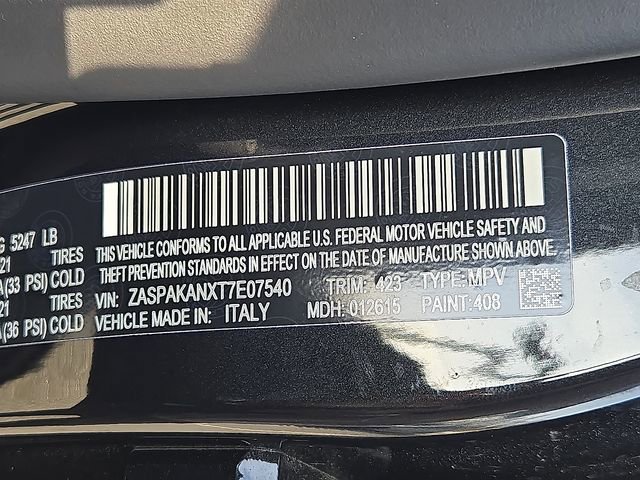 G 5247 LB
21 TIRES
A(33 PSI) COLD
21 TIRES
A(36 PSI) COLD
THIS VEHICLE CONFORMS TO ALL APPLICABLE U.S. FEDERAL MOTOR VEHICLE SAFETY AND
THEFT PREVENTION STANDARDS IN EFFECT ON THE DATE OF MANUFACTURE SHOWN ABOVE.
VIN: ZASPAKANXT7E07540 TRIM: 423 TYPE: MPV
VEHICLE MADE IN: ITALY MDH: 012615 PAINT: 408